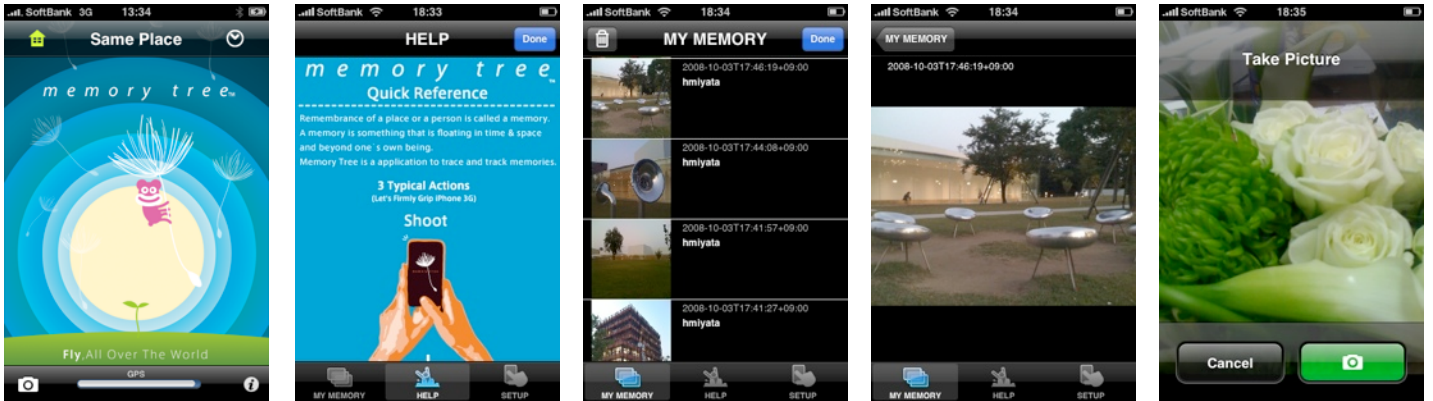 SoftBank 3G 13:34
Same Place
memory tree™
Fly,All Over The World
GPS
SoftBank 18:33
HELP
Done
memory tree™
Quick Reference
Remembrance of a place or a person is called a memory.
A memory is something that is floating in time & space
and beyond one`s own being.
Memory Tree is a application to trace and track memories.
3 Typical Actions
(Let's Firmly Grip iPhone 3G)
Shoot
MY MEMORY
HELP
SETUP
SoftBank 18:34
MY MEMORY
Done
2008-10-03T17:46:19+09:00
hmiyata
2008-10-03T17:44:08+09:00
hmiyata
2008-10-03T17:41:57+09:00
hmiyata
2008-10-03T17:41:27+09:00
hmiyata
MY MEMORY
HELP
SETUP
SoftBank 18:34
MY MEMORY
2008-10-03T17:46:19+09:00
MY MEMORY
HELP
SETUP
SoftBank 18:35
Take Picture
Cancel